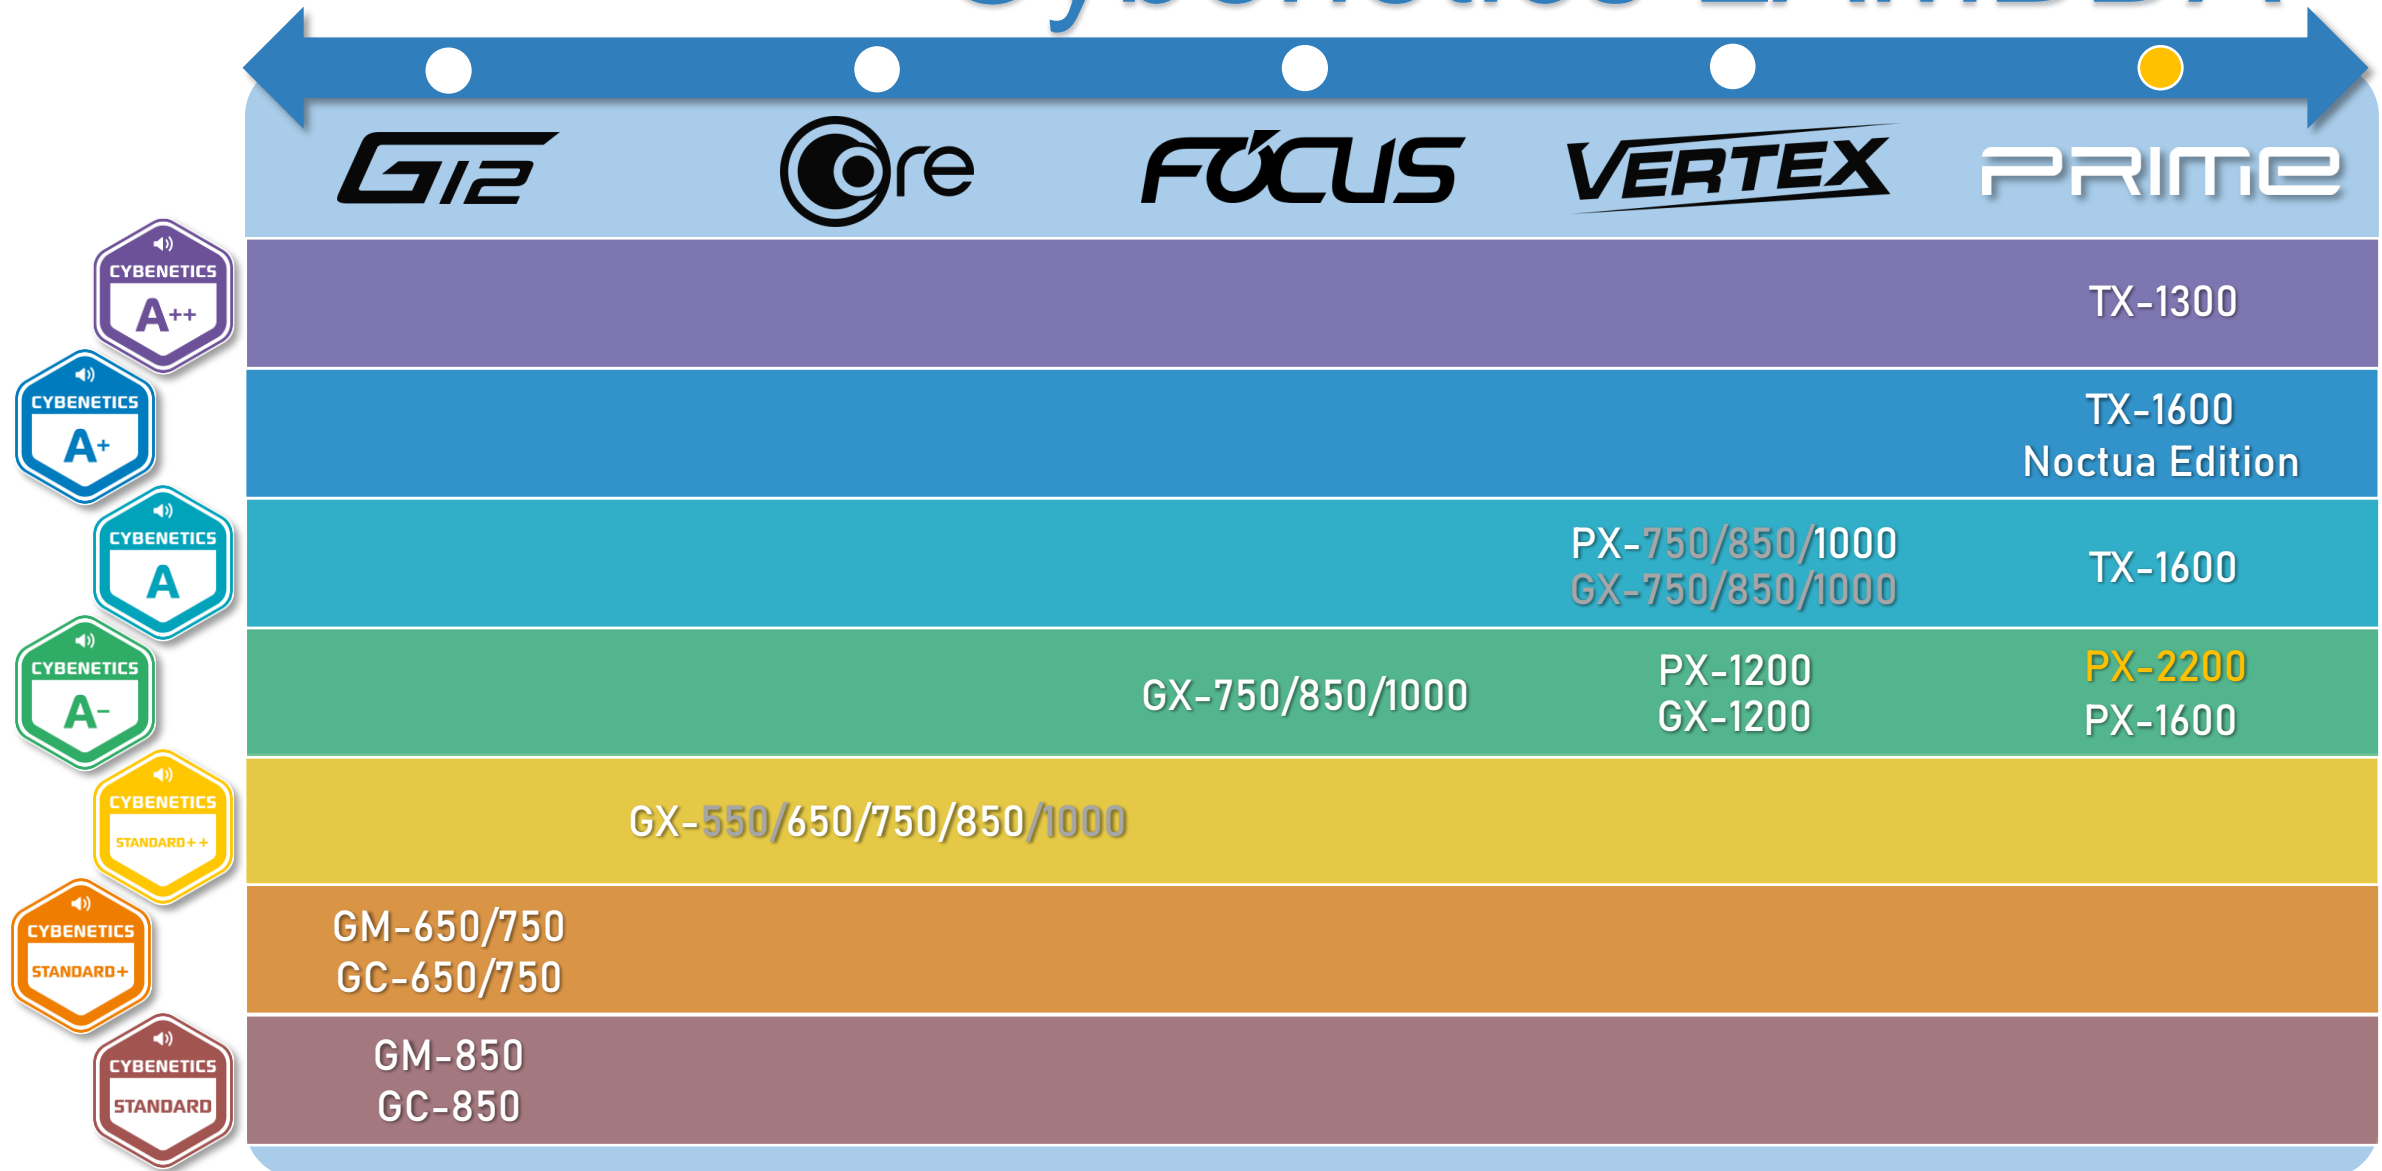 Cybenetics LAMBDA
G12
Core
FOCUS
VERTEX
PRIME
CYBENETICS
A++
TX-1300
CYBENETICS
A+
TX-1600
Noctua Edition
CYBENETICS
A
PX-750/850/1000
GX-750/850/1000
TX-1600
CYBENETICS
A-
GX-750/850/1000
PX-1200
GX-1200
PX-2200
PX-1600
CYBENETICS
STANDARD++
GX-550/650/750/850/1000
CYBENETICS
STANDARD+
GM-650/750
GC-650/750
CYBENETICS
STANDARD
GM-850
GC-850